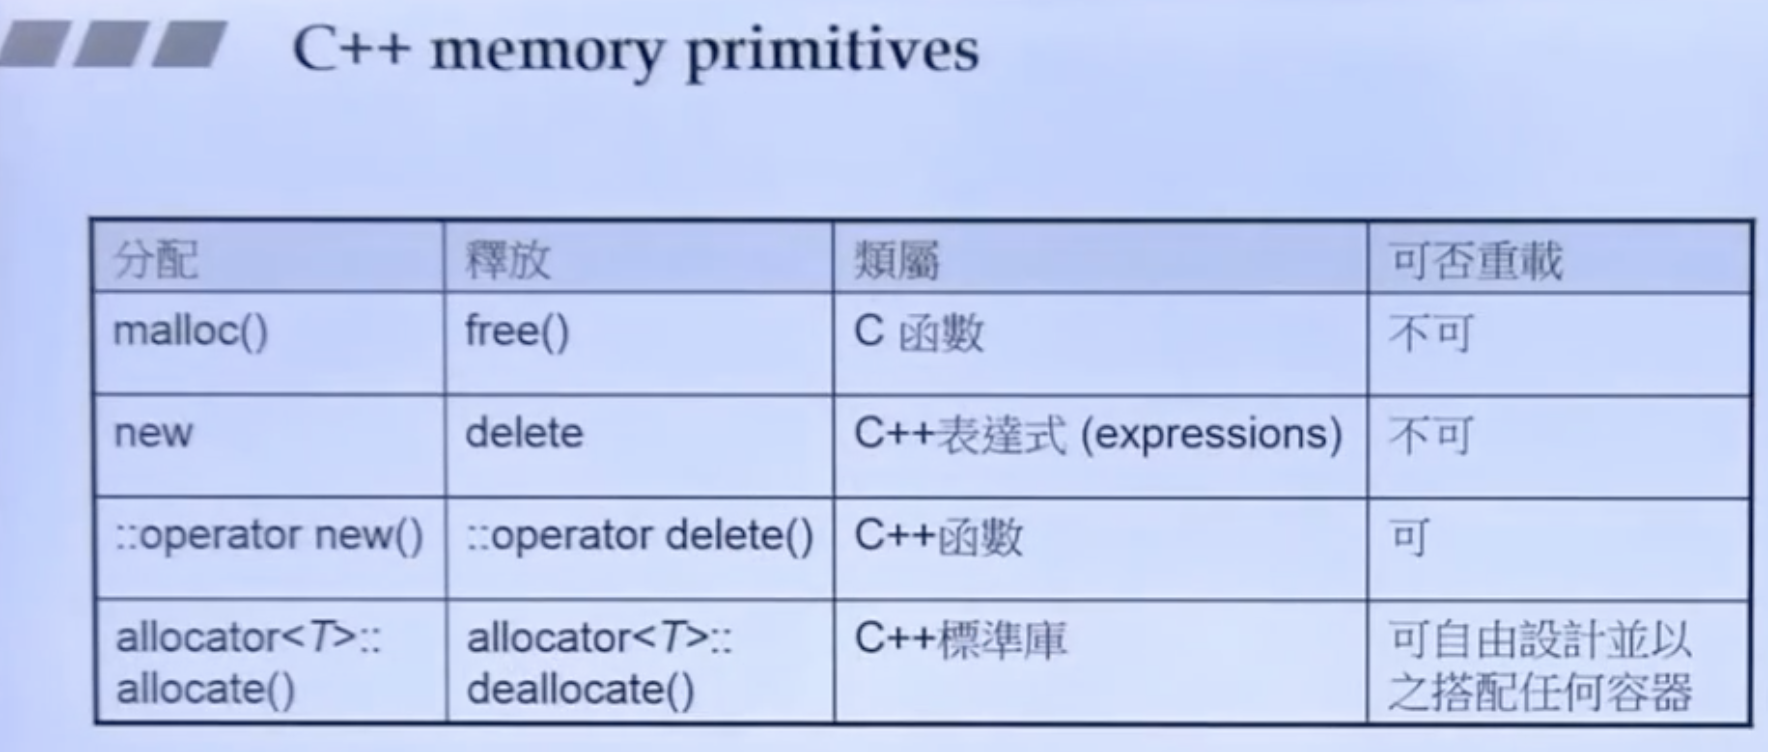 C++ memory primitives
分配 釋放 類屬 可否重載
malloc() free() C 函數 不可
new delete C++表達式 (expressions) 不可
::operator new() ::operator delete() C++函數 可
allocator<T>:: allocator<T>:: C++標準庫 可自由設計並以
allocate() deallocate() 之搭配任何容器